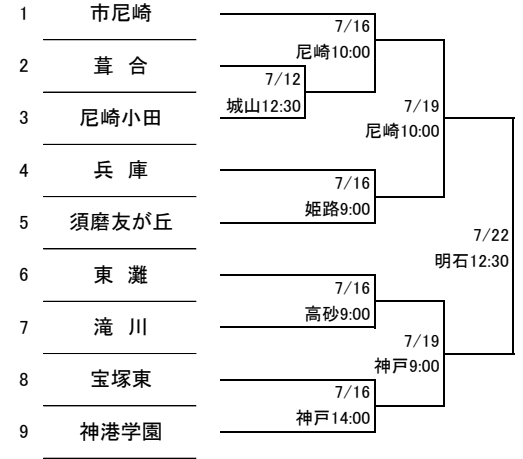 1 市尼崎
7/16
尼崎10:00
2 葺 合
7/12
城山12:30
3 尼崎小田
7/19
尼崎10:00
4 兵 庫
7/16
姫路9:00
5 須磨友が丘
7/22
明石12:30
6 東 灘
7/16
高砂9:00
7 滝 川
7/19
神戸9:00
8 宝塚東
7/16
神戸14:00
9 神港学園